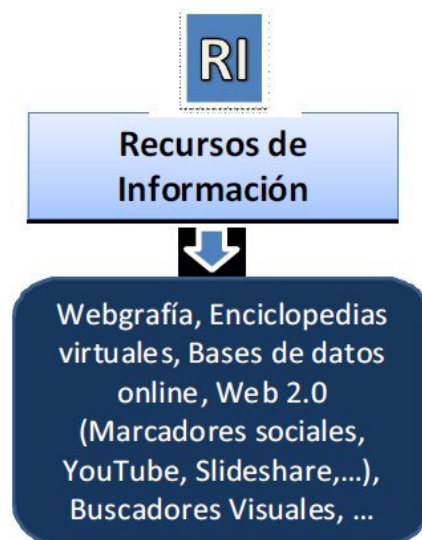 RI
Recursos de
Información
Webgrafía, Enciclopedias
virtuales, Bases de datos
online, Web 2.0
(Marcadores sociales,
YouTube, Slideshare,...),
Buscadores Visuales, ...